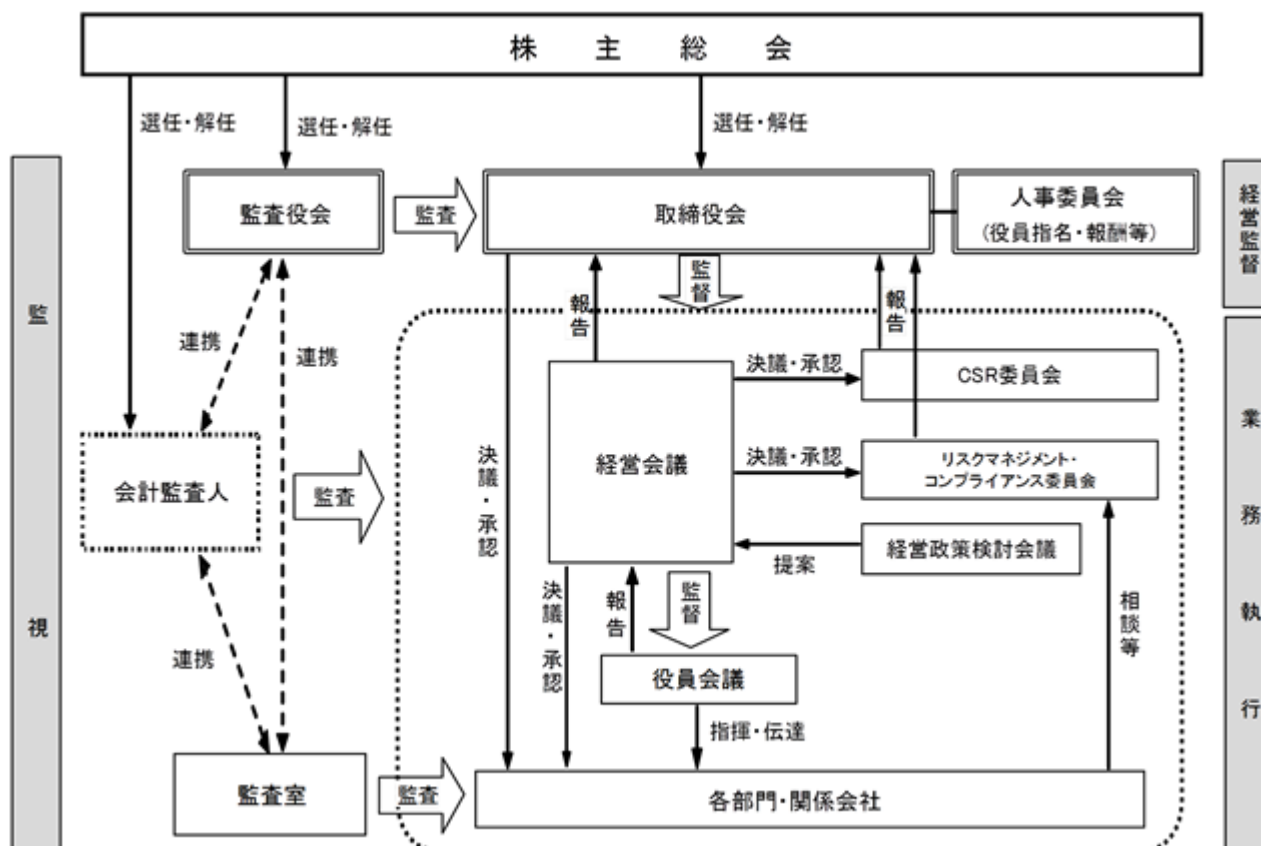 株主総会
選任・解任
選任・解任
選任・解任
監査役会
監査
取締役会
人事委員会
(役員指名・報酬等)
経営監督
監視
連携
連携
報告
監督
報告
決議・承認
CSR委員会
経営会議
決議・承認
リスクマネジメント・
コンプライアンス委員会
会計監査人
監査
決議・承認
提案
経営政策検討会議
業務執行
決議・承認
報告
監督
相談等
連携
役員会議
指揮・伝達
監査室
監査
各部門・関係会社